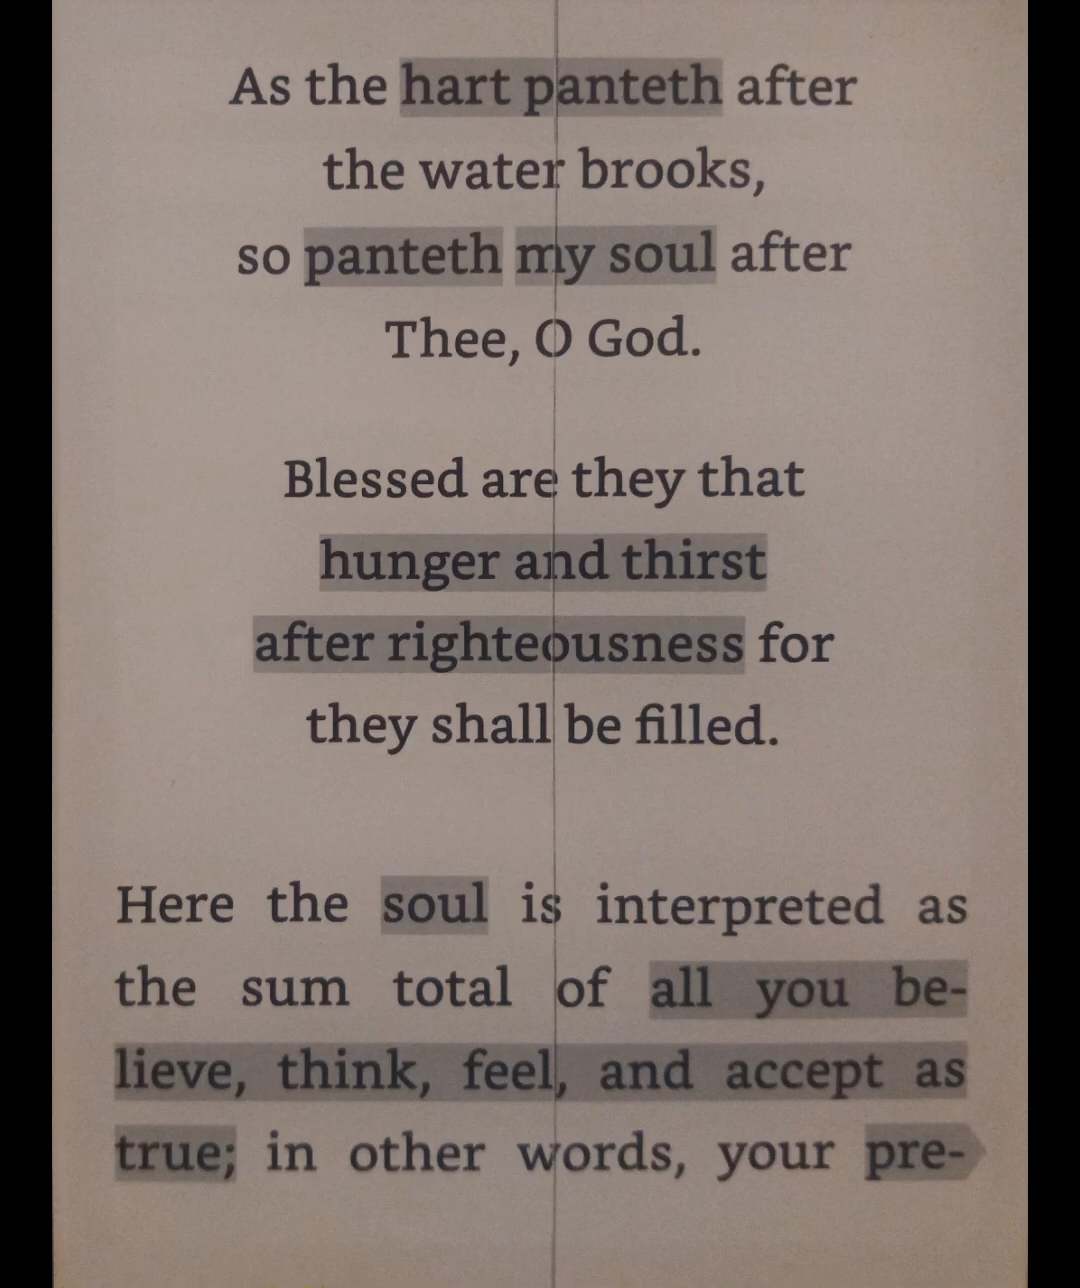 As the hart panteth after
the water brooks,
so panteth my soul after
Thee, O God.
Blessed are they that
hunger and thirst
after righteousness for
they shall be filled.
Here the soul is interpreted as
the sum total of all you be-
lieve, think, feel, and accept as
true; in other words, your pre-